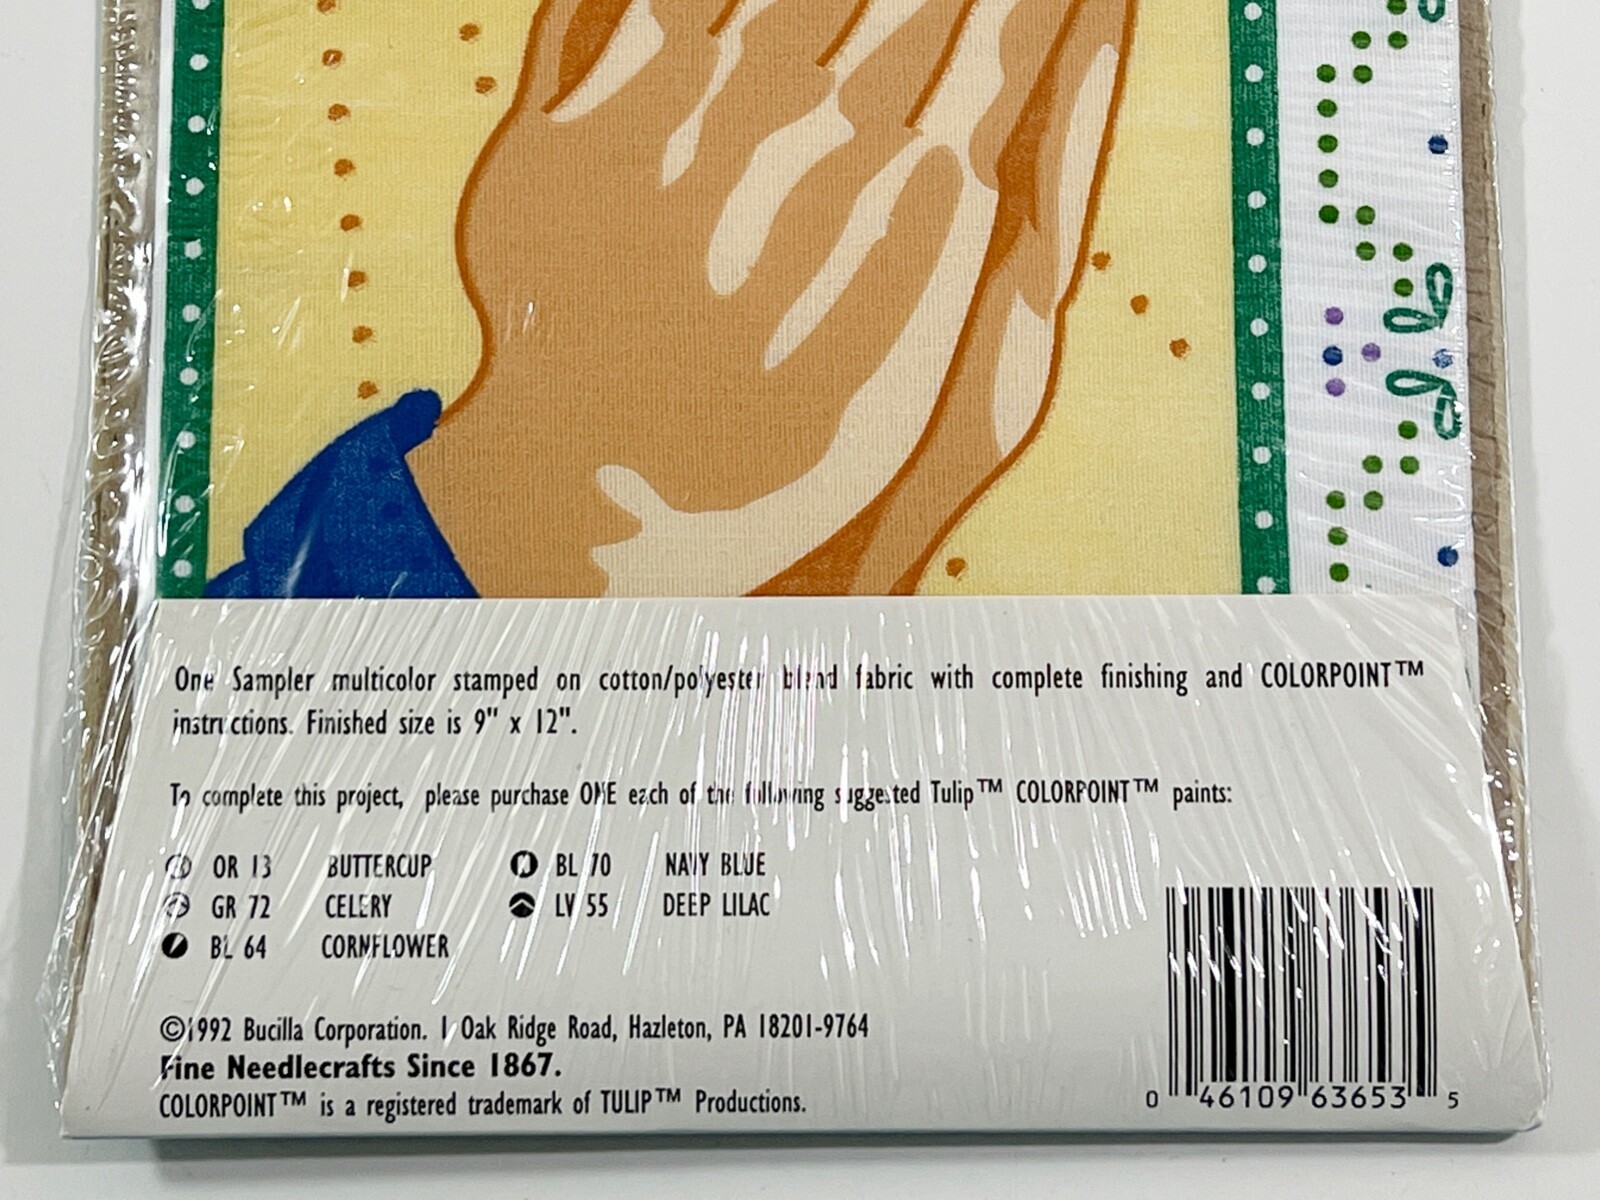 One Sampler multicolor stamped on cotton/polyester blend fabric with complete finishing and COLORPOINT™
instructions. Finished size is 9" x 12".
To complete this project, please purchase ONE each of the following suggested Tulip™ COLORPOINT™ paints:
OR 13 BUTTERCUP BL 70 NAVY BLUE
GR 72 CELERY LV 55 DEEP LILAC
BL 64 CORNFLOWER
©1992 Bucilla Corporation. 1 Oak Ridge Road, Hazleton, PA 18201-9764
Fine Needlecrafts Since 1867.
COLORPOINT™ is a registered trademark of TULIP™ Productions.
0 46109 63653 5